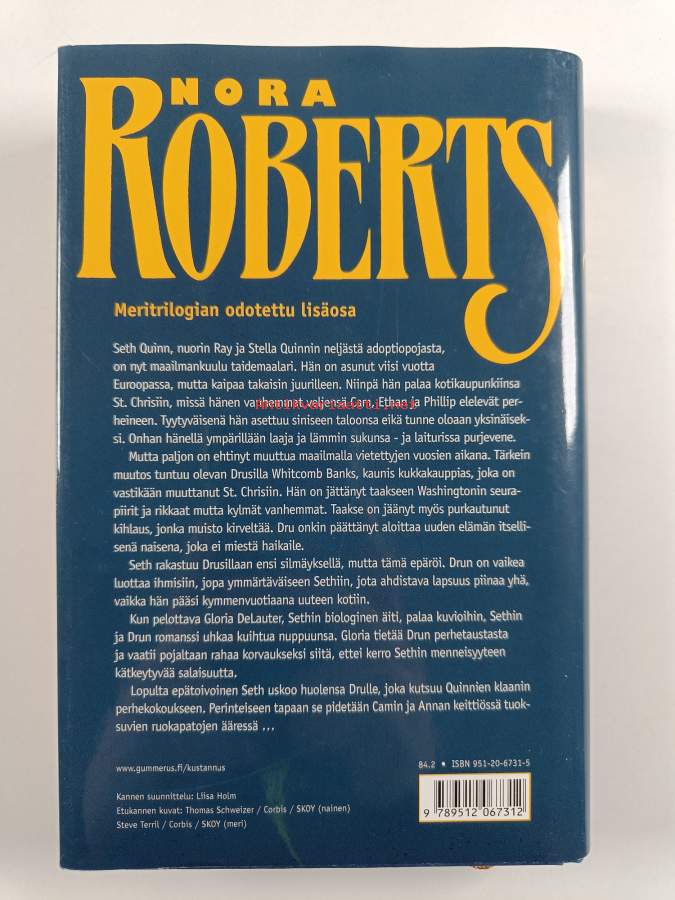 NORA
ROBERTS
Meritrilogian odotettu lisäosa
Seth Quinn, nuorin Ray ja Stella Quinnin neljästä adoptiopojasta,
on nyt maailmankuulu taidemaalari. Hän on asunut viisi vuotta
Euroopassa, mutta kaipaa takaisin juurilleen. Niinpä hän palaa kotikaupunkiinsa
St. Chrisiin, missä hänen vanhemmat veljensä Cam, Ethan ja Phillip elelevät per-
heineen. Tyytyväisenä hän asettuu siniseen taloonsa eikä tunne oloaan yksinäisek-
si. Onhan hänellä ympärillään laaja ja lämmin sukunsa - ja laiturissa purjevene.
Mutta paljon on ehtinyt muuttua maailmalla vietettyjen vuosien aikana. Tärkein
muutos tuntuu olevan Drusilla Whitcomb Banks, kaunis kukkakauppias, joka on
vastikään muuttanut St. Chrisiin. Hän on jättänyt taakseen Washingtonin seura-
piirit ja rikkaat mutta kylmät vanhemmat. Taakse on jäänyt myös purkautunut
kihlaus, jonka muisto kirveltää. Dru onkin päättänyt aloittaa uuden elämän itselli-
senä naisena, joka ei miestä haikaile.
Seth rakastuu Drusillaan ensi silmäyksellä, mutta tämä epäröi. Drun on vaikea
luottaa ihmisiin, jopa ymmärtäväiseen Sethiin, jota ahdistava lapsuus piinaa yhä,
vaikka hän pääsi kymmenvuotiaana uuteen kotiin.
Kun pelottava Gloria DeLauter, Sethin biologinen äiti, palaa kuvioihin, Sethin
ja Drun romanssi uhkaa kuihtua nuppuunsa. Gloria tietää Drun perhetaustasta
ja vaatii pojaltaan rahaa korvaukseksi siitä, ettei kerro Sethin menneisyyteen
kätkeytyvää salaisuutta.
Lopulta epätoivoinen Seth uskoo huolensa Drulle, joka kutsuu Quinnien klaanin
perhekokoukseen. Perinteiseen tapaan se pidetään Camin ja Annan keittiössä tuok-
suvien ruokapatojen ääressä ...
www.gummerus.fi/kustannus
84.2 • ISBN 951-20-6731-5
Kannen suunnittelu: Liisa Holm
Etukannen kuvat: Thomas Schweizer / Corbis / SKOY (nainen)
Steve Terril / Corbis / SKOY (meri)
9 789512 067312